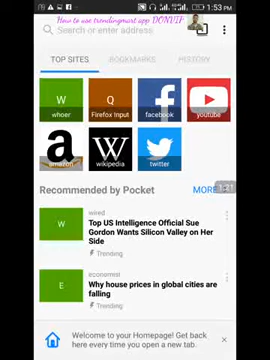 1:53 PM
How to use trendingmart app DONVIP
Search or enter address
TOP SITES BOOKMARKS HISTORY
W Q
whoer Firefox Input facebook youtube
a W
amazon wikipedia twitter
Recommended by Pocket MORE
1:21
W
wired
Top US Intelligence Official Sue
Gordon Wants Silicon Valley on Her
Side
Trending
E
economist
Why house prices in global cities are
falling
Trending
Welcome to your Homepage! Get back
here every time you open a new tab.